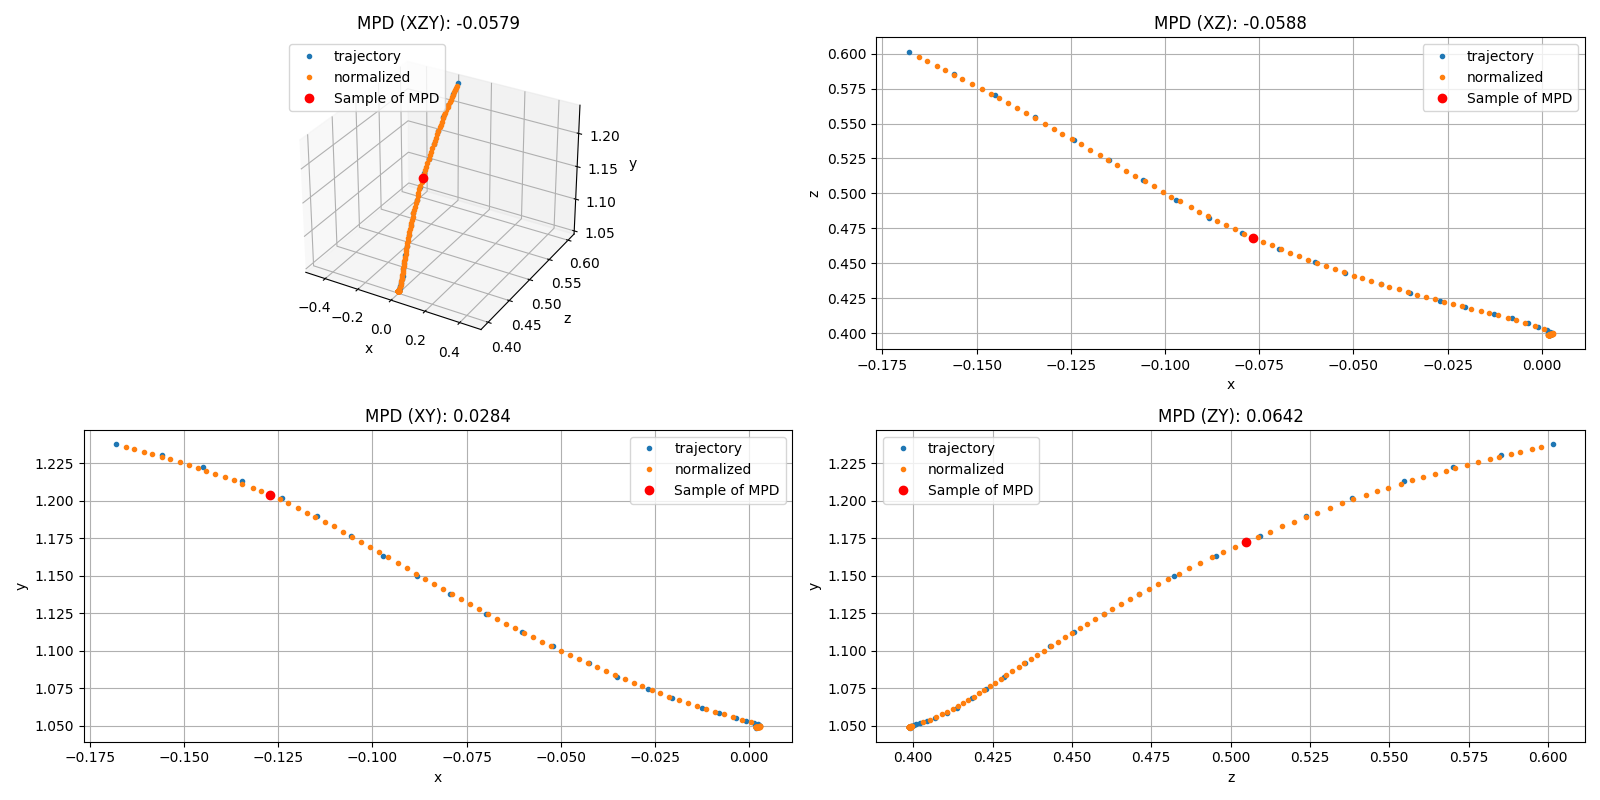 MPD (XZY): -0.0579
trajectory
normalized
Sample of MPD
1.20
1.15
1.10
1.05
y
0.60
0.55
0.50
0.45
0.40
z
−0.4
−0.2
0.0
0.2
0.4
x
MPD (XZ): -0.0588
trajectory
normalized
Sample of MPD
0.600
0.575
0.550
0.525
0.500
0.475
0.450
0.425
0.400
z
−0.175 −0.150 −0.125 −0.100 −0.075 −0.050 −0.025 0.000
x
MPD (XY): 0.0284
trajectory
normalized
Sample of MPD
1.225
1.200
1.175
1.150
1.125
1.100
1.075
1.050
y
−0.175 −0.150 −0.125 −0.100 −0.075 −0.050 −0.025 0.000
x
MPD (ZY): 0.0642
trajectory
normalized
Sample of MPD
1.225
1.200
1.175
1.150
1.125
1.100
1.075
1.050
y
0.400 0.425 0.450 0.475 0.500 0.525 0.550 0.575 0.600
z